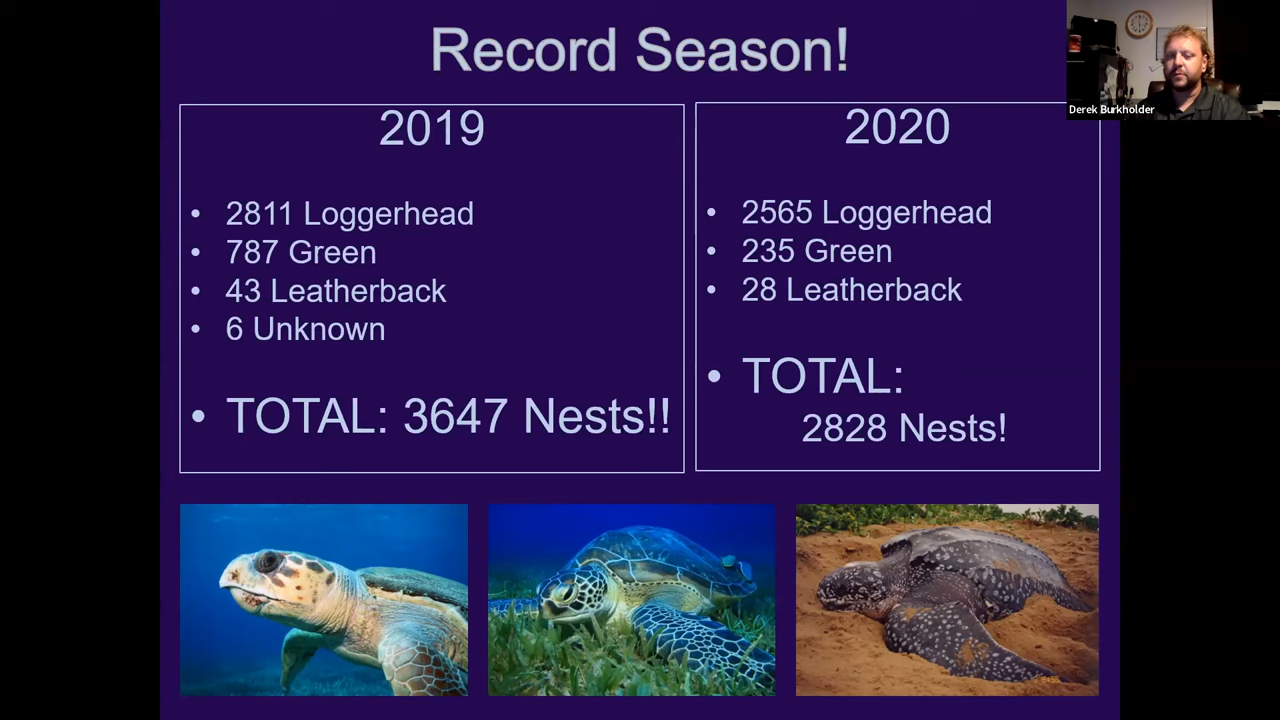 Record Season!
2019
• 2811 Loggerhead
• 787 Green
• 43 Leatherback
• 6 Unknown
• TOTAL: 3647 Nests!!
2020
• 2565 Loggerhead
• 235 Green
• 28 Leatherback
• TOTAL:
2828 Nests!
Derek Burkholder